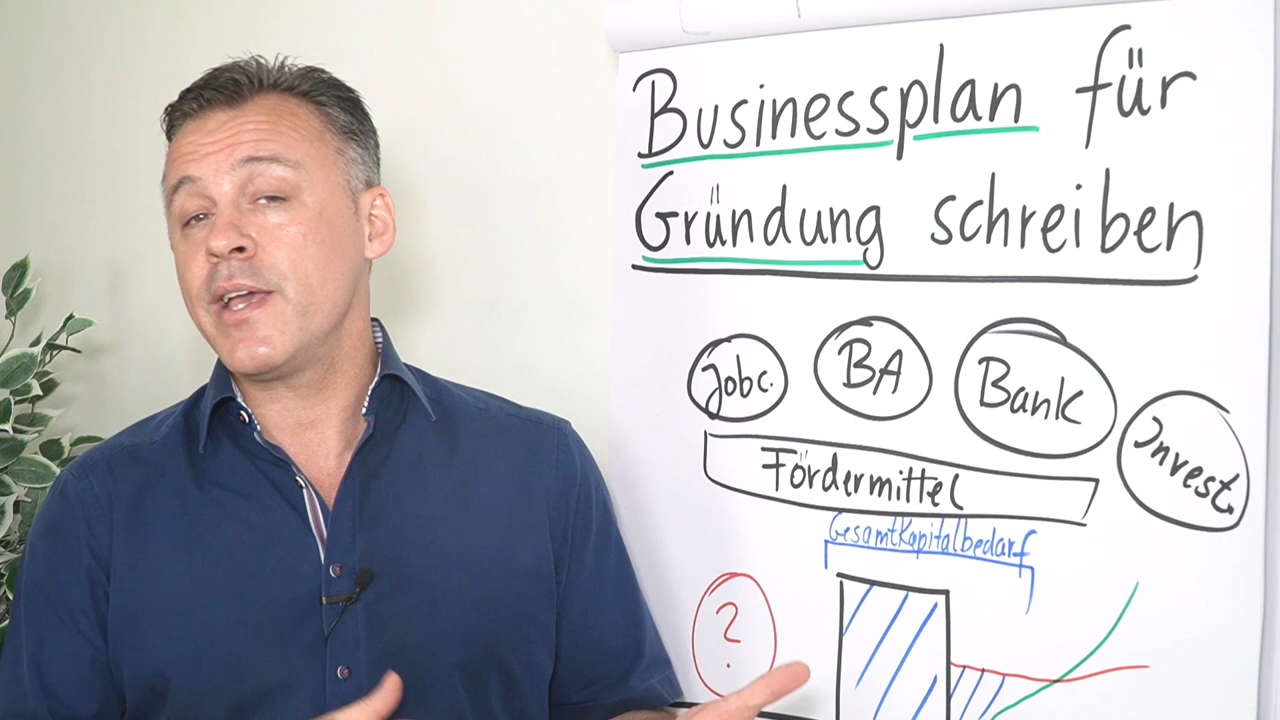 Businessplan für
Gründung schreiben
Jobc. BA Bank Invest.
Fördermittel
Gesamtkapitalbedarf
?